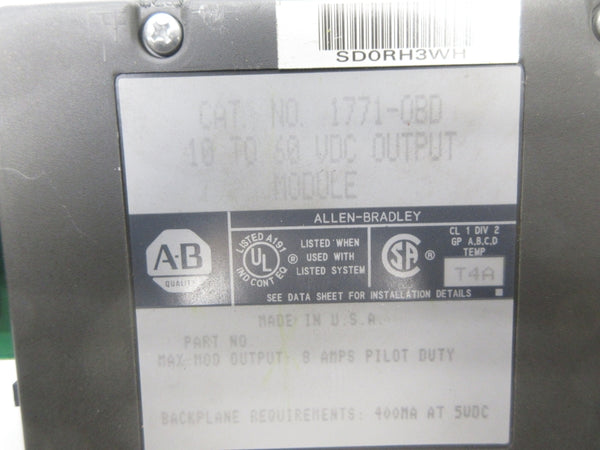 SD0RH3WH
CAT. NO. 1771-OBD
10 TO 60 VDC OUTPUT
MODULE
ALLEN-BRADLEY
A-B
QUALITY
LISTED A191
UL ®
IND CONT EQ
LISTED WHEN
USED WITH
LISTED SYSTEM
SA ®
CL 1 DIV 2
GP A,B,C,D
TEMP
T4A
SEE DATA SHEET FOR INSTALLATION DETAILS
MADE IN U.S.A.
PART NO.
MAX MOD OUTPUT: 8 AMPS PILOT DUTY
BACKPLANE REQUIREMENTS: 400MA AT 5VDC